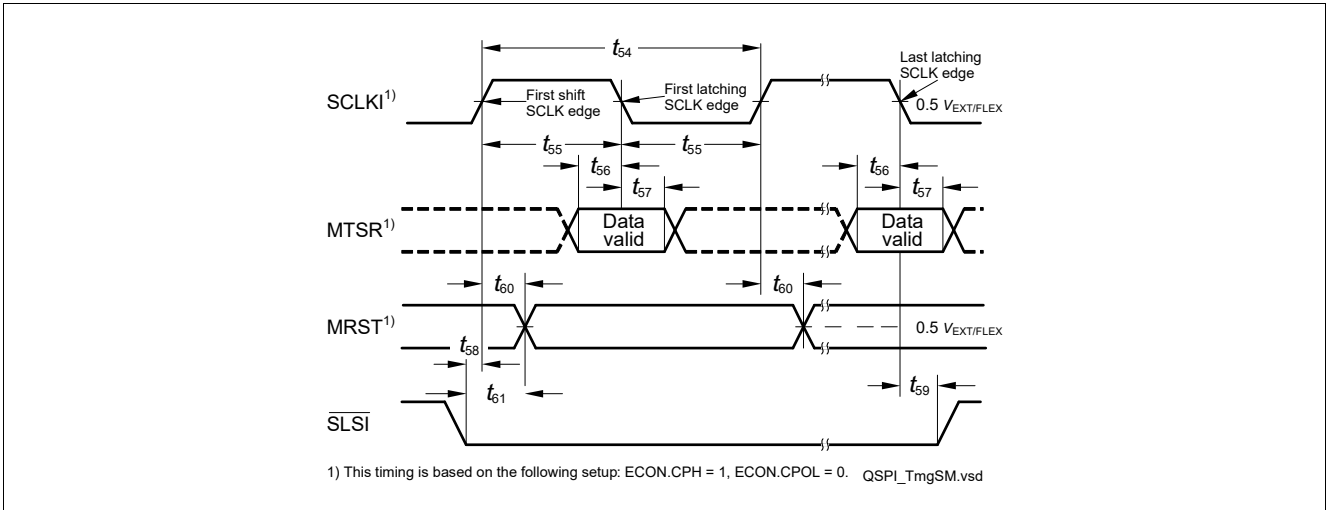 t54
SCLKI1)
First shift
SCLK edge
First latching
SCLK edge
Last latching
SCLK edge
0.5 VEXT/FLEX
t55
t55
t56
t57
t56
t57
MTSR1)
Data
valid
Data
valid
t60
t60
MRST1)
0.5 VEXT/FLEX
t58
t61
t59
SLSI
1) This timing is based on the following setup: ECON.CPH = 1, ECON.CPOL = 0.
QSPI_TmgSM.vsd